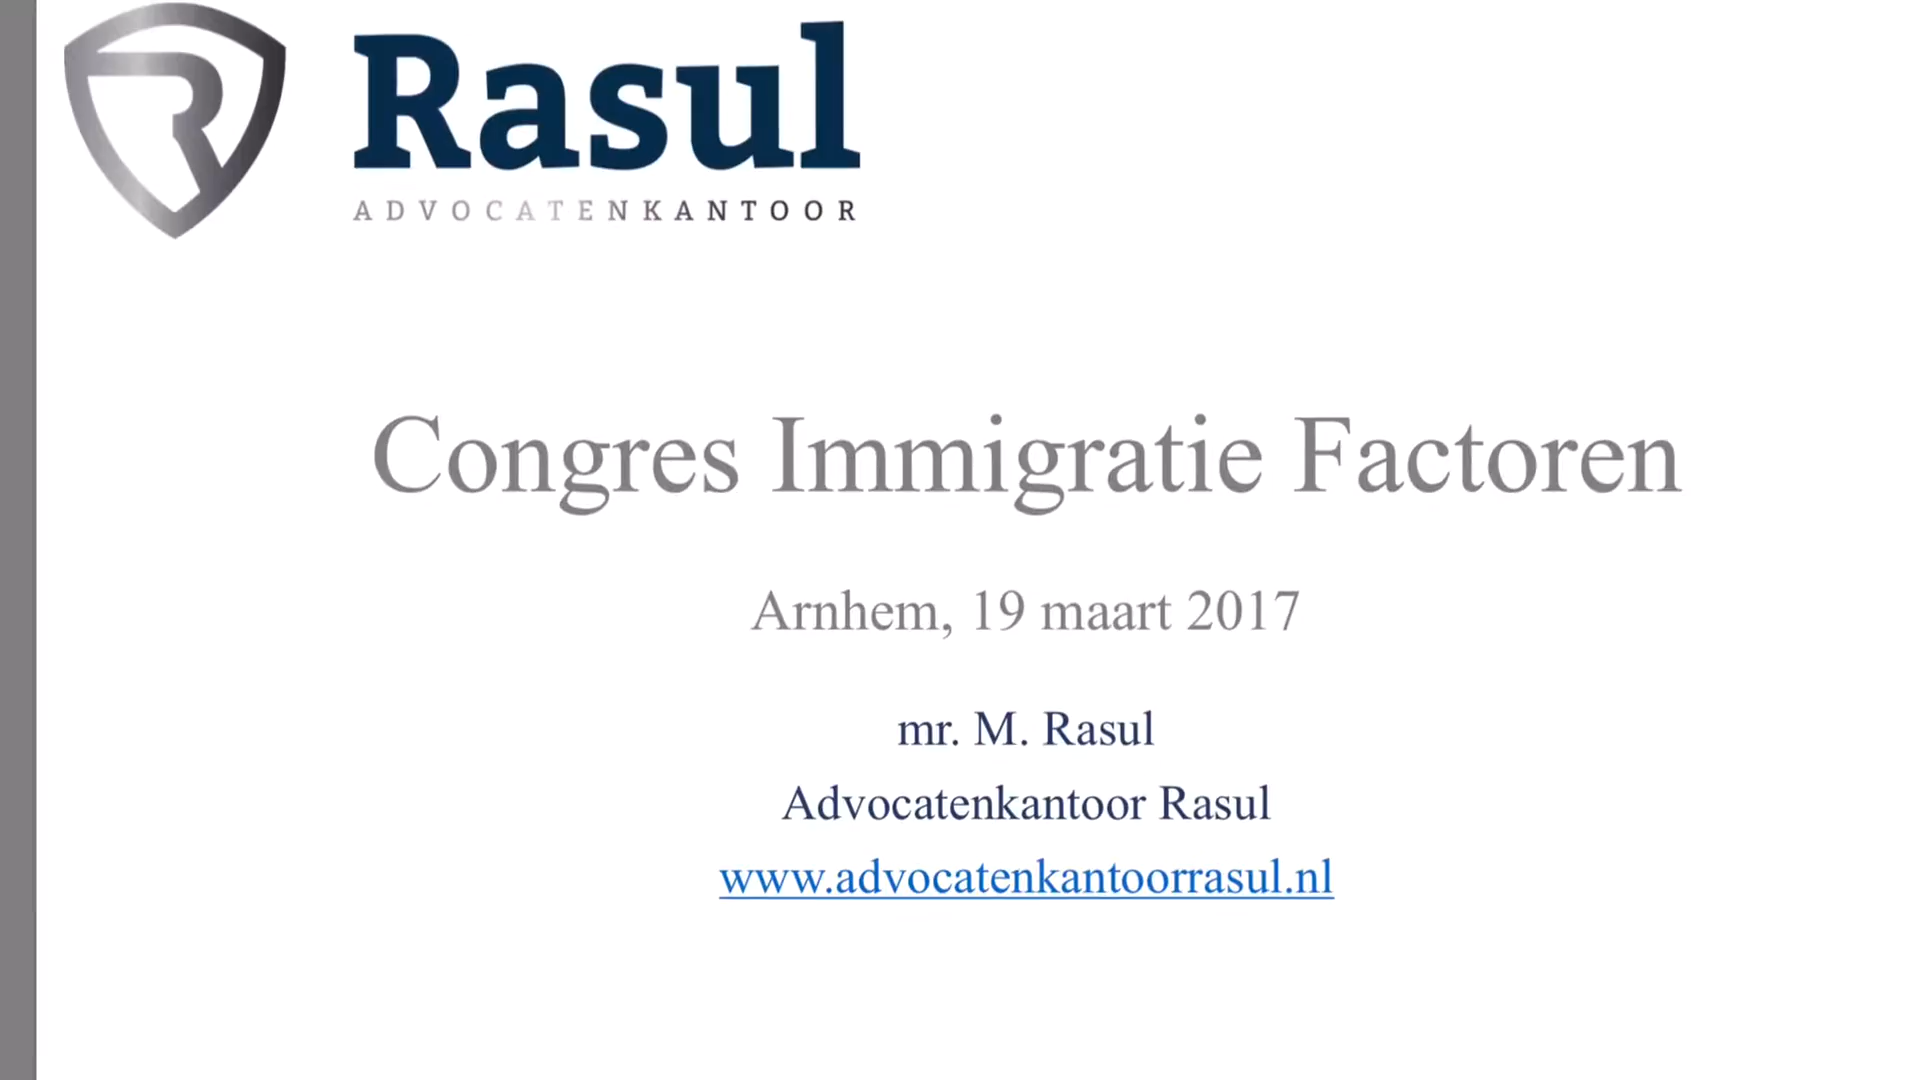 Rasul
ADVOCATENKANTOOR
Congres Immigratie Factoren
Arnhem, 19 maart 2017
mr. M. Rasul
Advocatenkantoor Rasul
www.advocatenkantoorrasul.nl